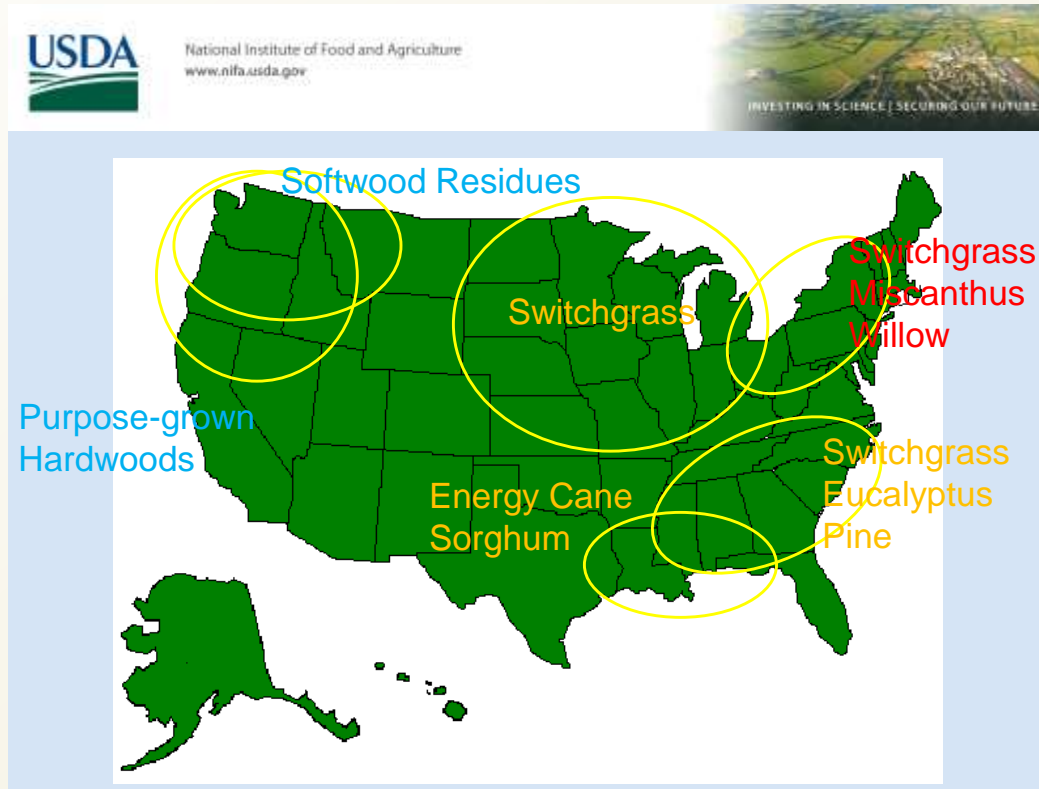 USDA
National Institute of Food and Agriculture
www.nifa.usda.gov
INVESTING IN SCIENCE | SECURING OUR FUTURE
Softwood Residues
Switchgrass
Switchgrass
Miscanthus
Willow
Purpose-grown
Hardwoods
Energy Cane
Sorghum
Switchgrass
Eucalyptus
Pine